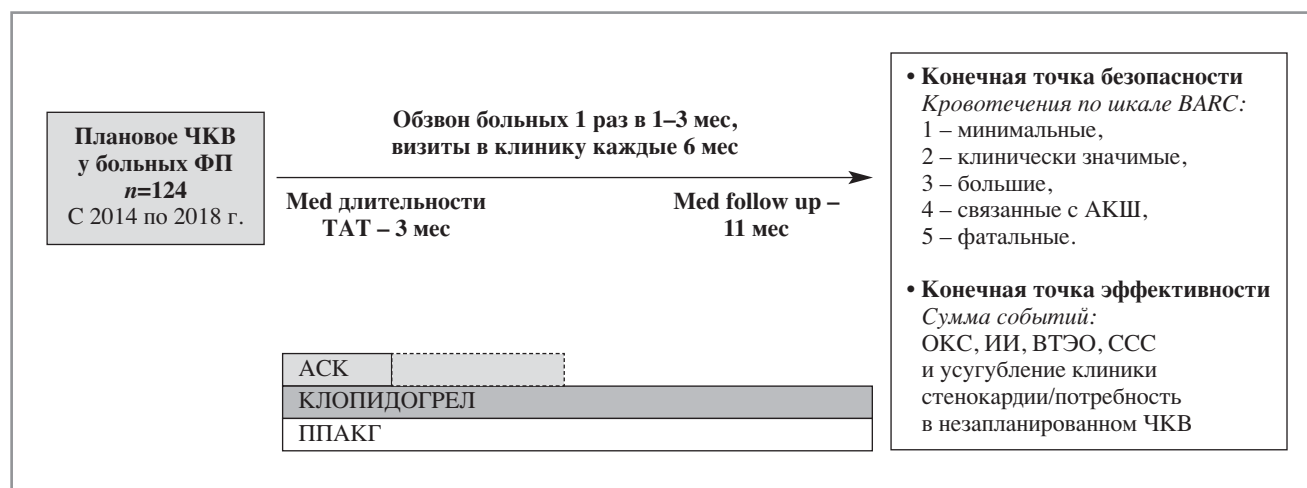 Плановое ЧКВ
у больных ФП
n=124
С 2014 по 2018 г.
Обзвон больных 1 раз в 1–3 мес,
визиты в клинику каждые 6 мес
Med длительности
ТАТ – 3 мес
Med follow up –
11 мес
АСК
КЛОПИДОГРЕЛ
ППАКГ
• Конечная точка безопасности
Кровотечения по шкале BARC:
1 – минимальные,
2 – клинически значимые,
3 – большие,
4 – связанные с АКШ,
5 – фатальные.
• Конечная точка эффективности
Сумма событий:
ОКС, ИИ, ВТЭО, ССС
и усугубление клиники
стенокардии/потребность
в незапланированном ЧКВ